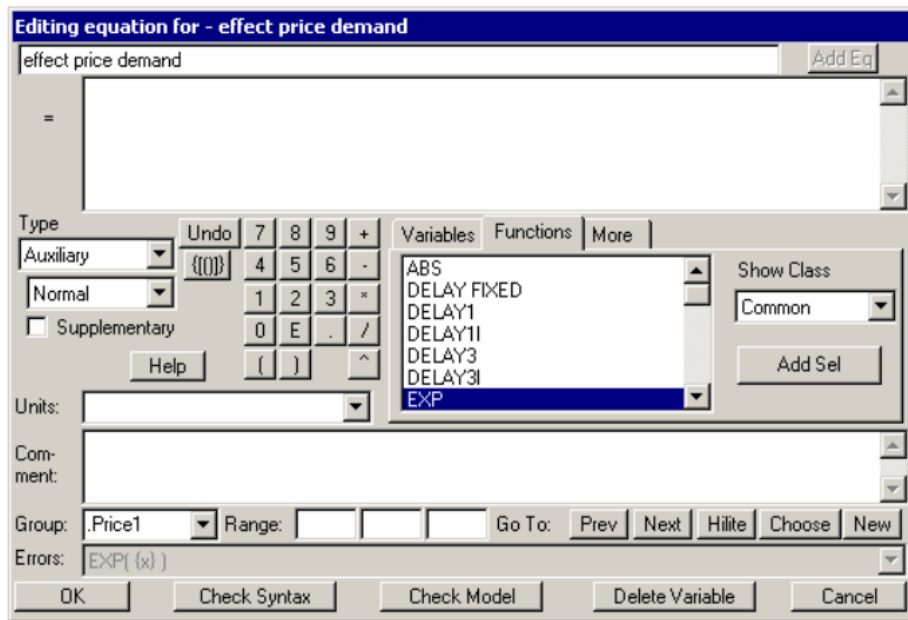 Editing equation for - effect price demand
effect price demand Add Eq
=
Type
Undo 7 8 9 + Variables Functions More
Auxiliary {[()]} 4 5 6 - ABS Show Class
Normal 1 2 3 * DELAY FIXED Common
DELAY1
Supplementary 0 E . / DELAY1I
Help ( ) ^ DELAY3 Add Sel
DELAY3I
Units: EXP
Com-
ment:
Group: .Price1 Range: Go To: Prev Next Hilite Choose New
Errors: EXP( {x} )
OK Check Syntax Check Model Delete Variable Cancel